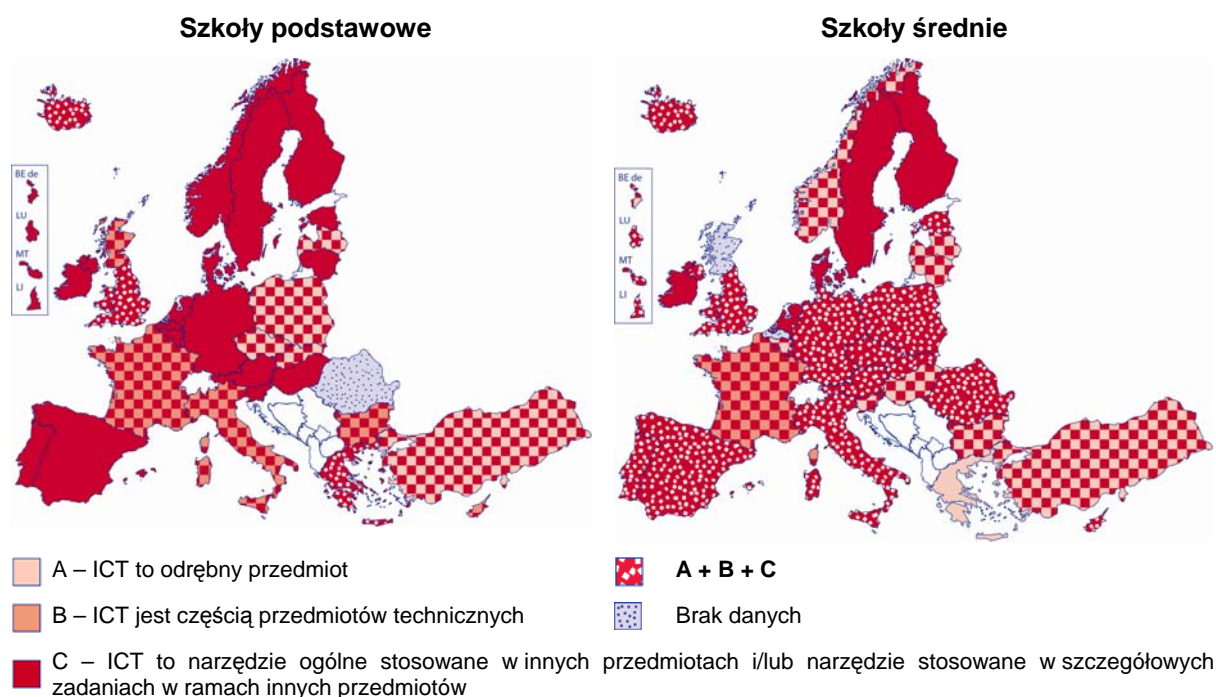 Szkoły podstawowe
Szkoły średnie
BE de
LU
MT
LI
BE de
LU
MT
LI
A – ICT to odrębny przedmiot
A + B + C
B – ICT jest częścią przedmiotów technicznych
Brak danych
C – ICT to narzędzie ogólne stosowane w innych przedmiotach i/lub narzędzie stosowane w szczegółowych
zadaniach w ramach innych przedmiotów